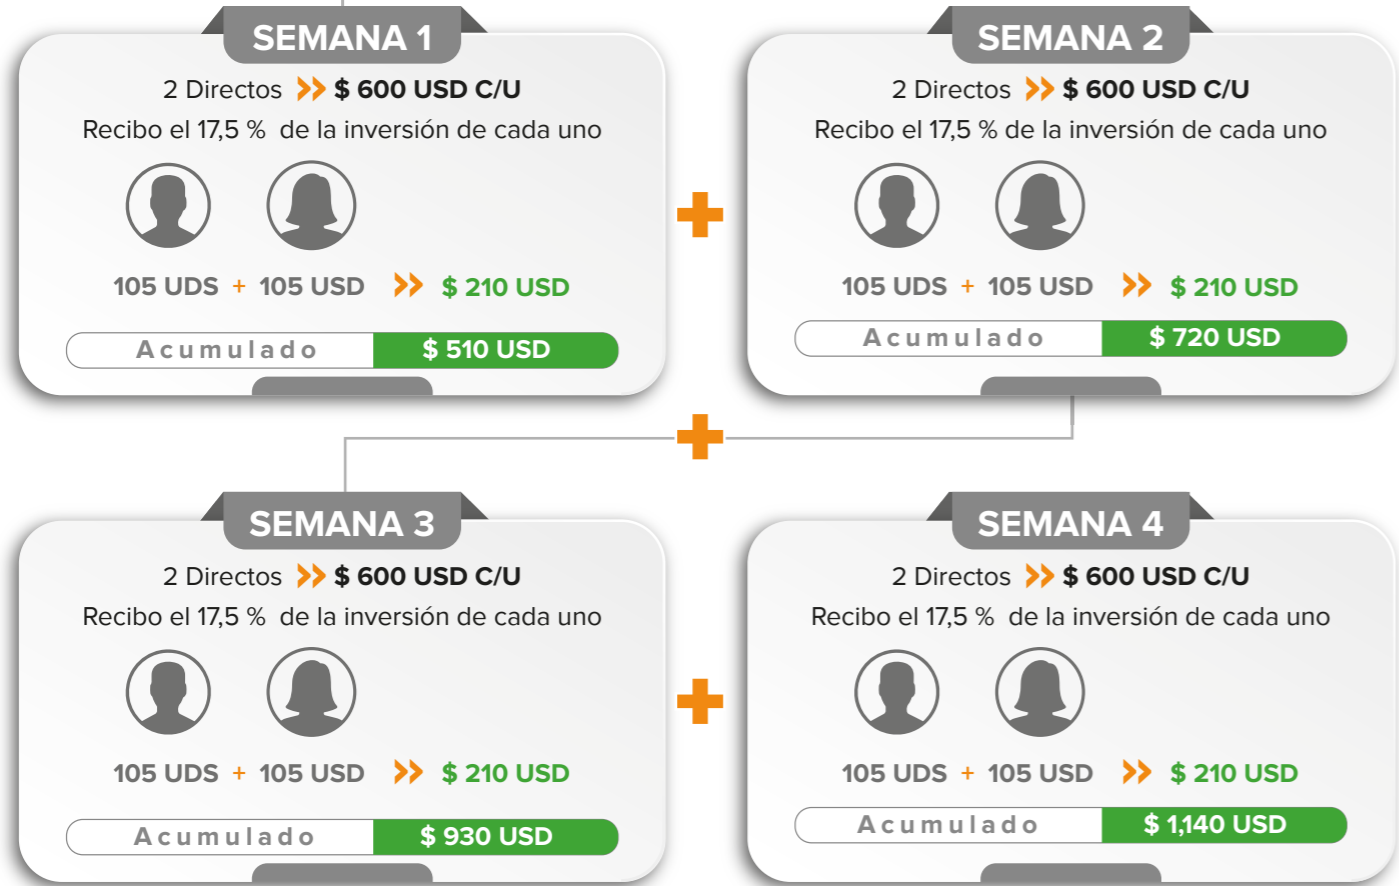 SEMANA 1
2 Directos >> $ 600 USD C/U
Recibo el 17,5 % de la inversión de cada uno
105 UDS + 105 USD >> $ 210 USD
Acumulado $ 510 USD
SEMANA 2
2 Directos >> $ 600 USD C/U
Recibo el 17,5 % de la inversión de cada uno
105 UDS + 105 USD >> $ 210 USD
Acumulado $ 720 USD
SEMANA 3
2 Directos >> $ 600 USD C/U
Recibo el 17,5 % de la inversión de cada uno
105 UDS + 105 USD >> $ 210 USD
Acumulado $ 930 USD
SEMANA 4
2 Directos >> $ 600 USD C/U
Recibo el 17,5 % de la inversión de cada uno
105 UDS + 105 USD >> $ 210 USD
Acumulado $ 1,140 USD